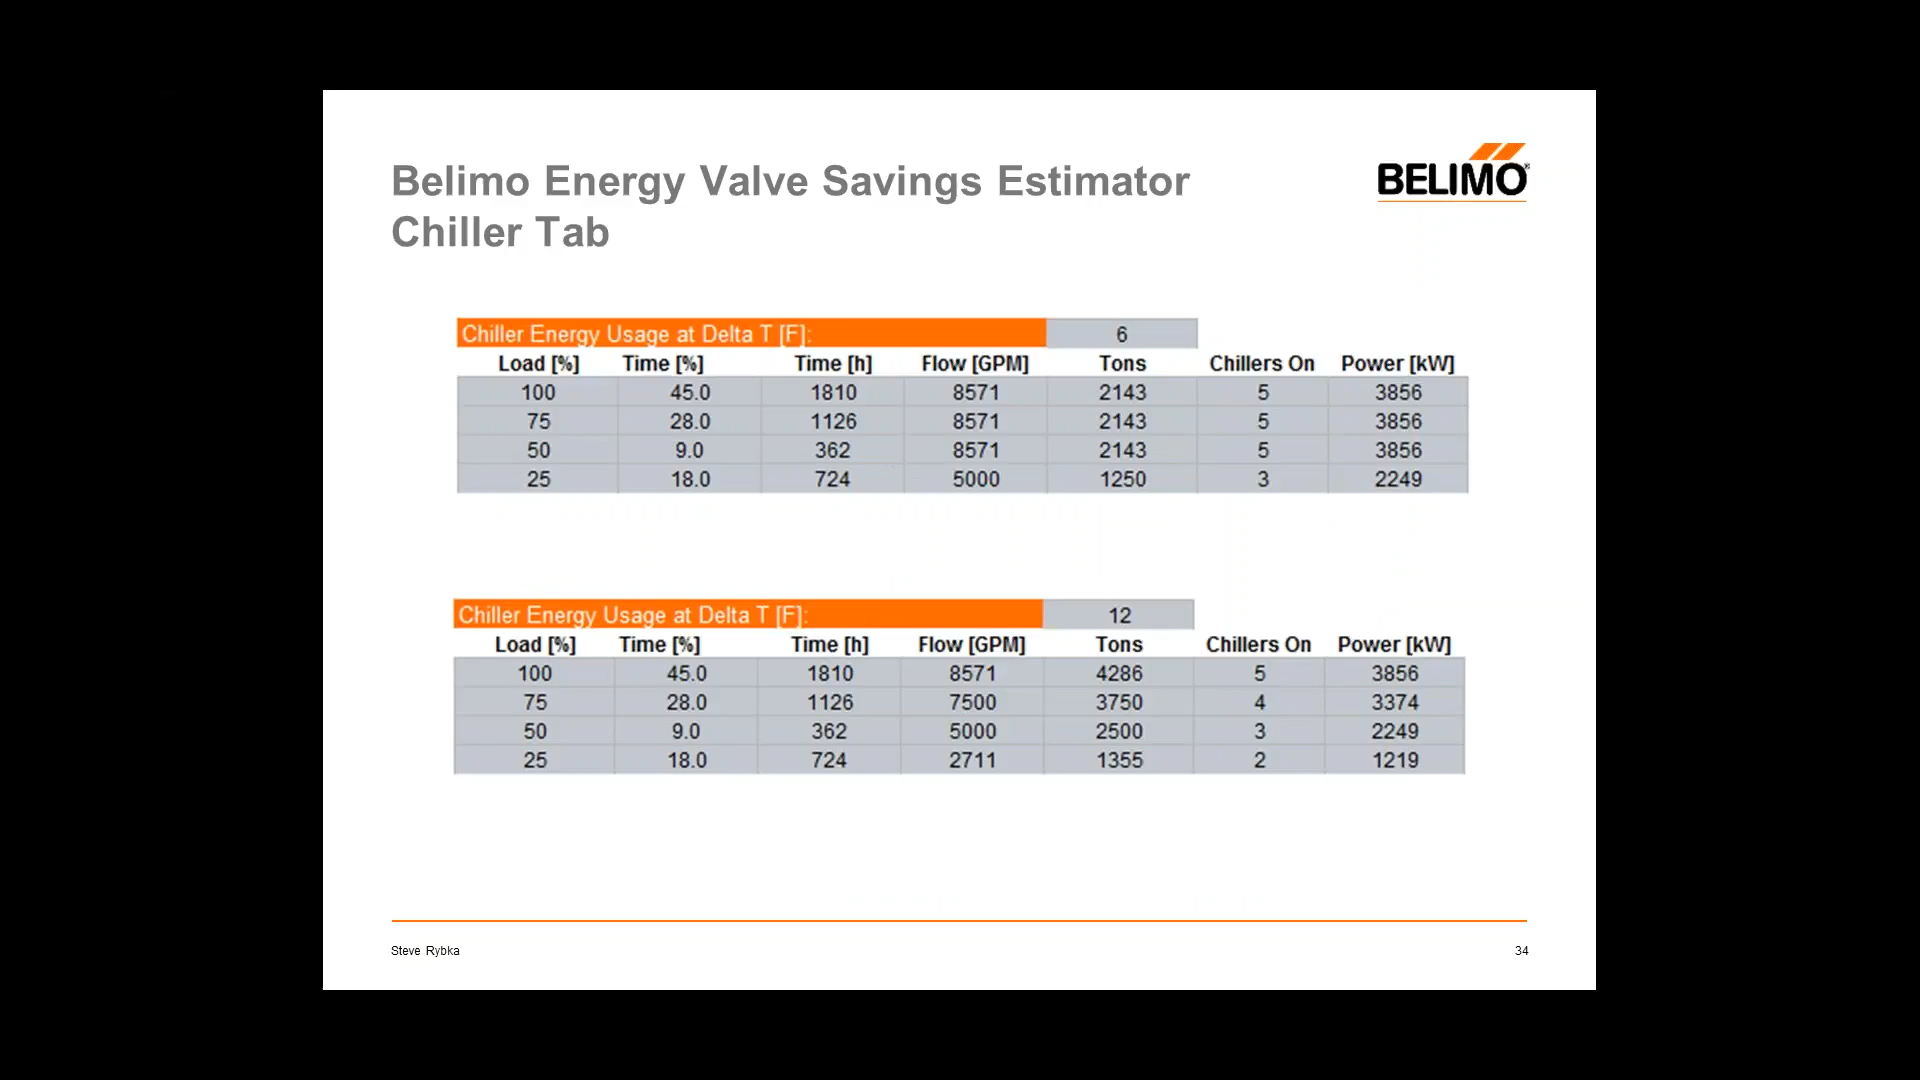 Belimo Energy Valve Savings Estimator
Chiller Tab
BELIMO®
Chiller Energy Usage at Delta T [F]: 6
Load [%] Time [%] Time [h] Flow [GPM] Tons Chillers On Power [kW]
100 45.0 1810 8571 2143 5 3856
75 28.0 1126 8571 2143 5 3856
50 9.0 362 8571 2143 5 3856
25 18.0 724 5000 1250 3 2249
Chiller Energy Usage at Delta T [F]: 12
Load [%] Time [%] Time [h] Flow [GPM] Tons Chillers On Power [kW]
100 45.0 1810 8571 4286 5 3856
75 28.0 1126 7500 3750 4 3374
50 9.0 362 5000 2500 3 2249
25 18.0 724 2711 1355 2 1219
Steve Rybka 34